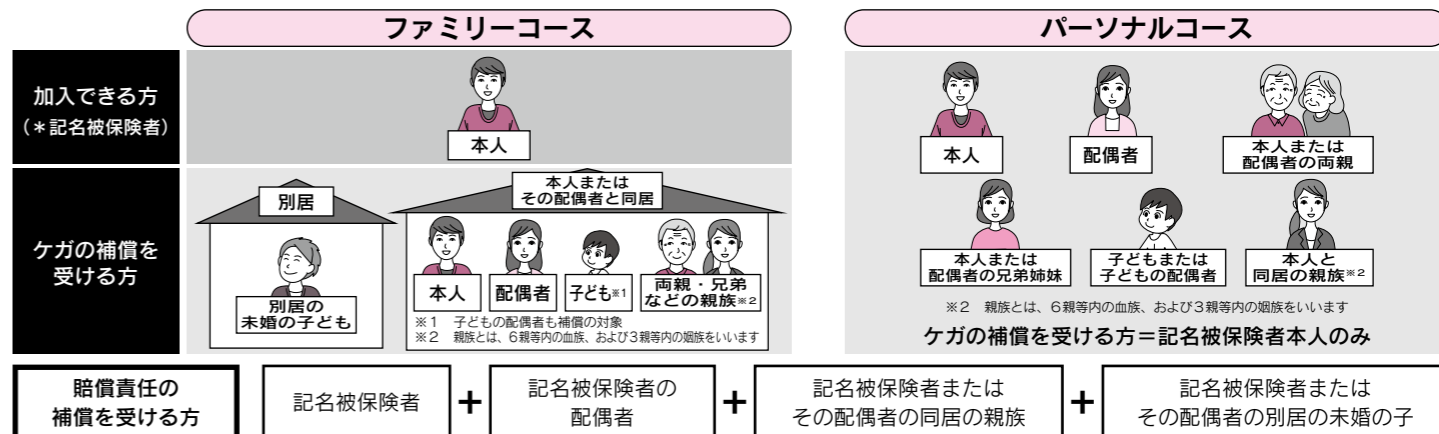 ファミリーコース
パーソナルコース
加入できる方
（＊記名被保険者）
本人
ケガの補償を
受ける方
別居
別居の
未婚の子ども
本人または
その配偶者と同居
本人
配偶者
子ども※1
両親・兄弟
などの親族※2
※1　子どもの配偶者も補償の対象
※2　親族とは、6親等内の血族、および3親等内の姻族をいいます
本人
配偶者
本人または
配偶者の両親
本人または
配偶者の兄弟姉妹
子どもまたは
子どもの配偶者
本人と
同居の親族※2
※2　親族とは、6親等内の血族、および3親等内の姻族をいいます
ケガの補償を受ける方＝記名被保険者本人のみ
賠償責任の
補償を受ける方
記名被保険者
＋
記名被保険者の
配偶者
＋
記名被保険者または
その配偶者の同居の親族
＋
記名被保険者または
その配偶者の別居の未婚の子